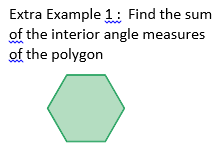 Extra Example 1 :  Find the sum
of the interior angle measures
of the polygon